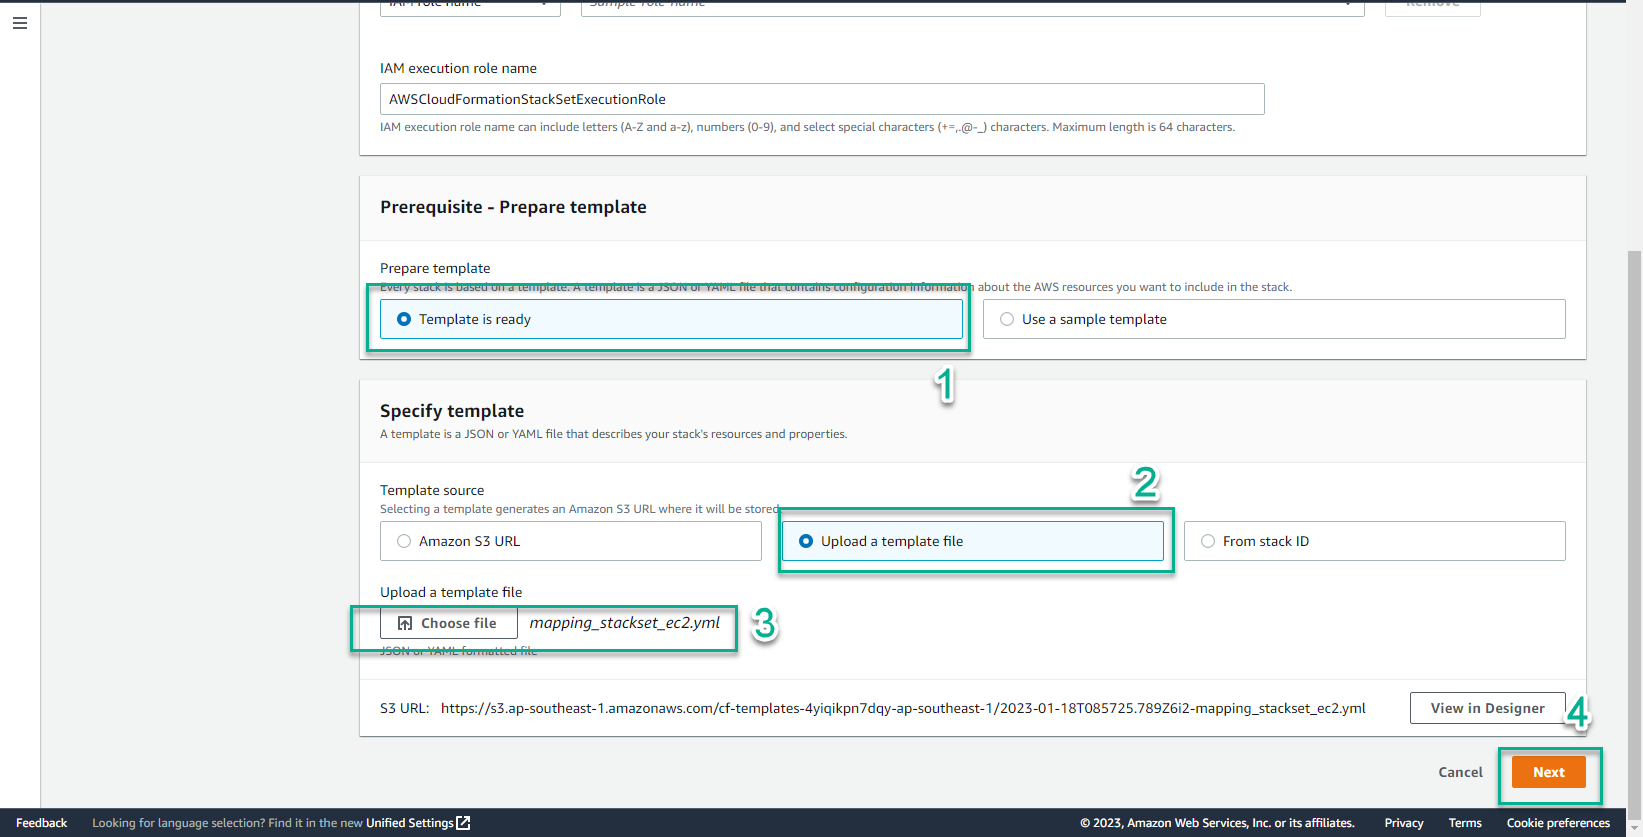 IAM role name Sample-role-name Remove
IAM execution role name
AWSCloudFormationStackSetExecutionRole
IAM execution role name can include letters (A-Z and a-z), numbers (0-9), and select special characters (+=,.@-_) characters. Maximum length is 64 characters.
Prerequisite - Prepare template
Prepare template
Every stack is based on a template. A template is a JSON or YAML file that contains configuration information about the AWS resources you want to include in the stack.
Template is ready Use a sample template
1
Specify template
A template is a JSON or YAML file that describes your stack's resources and properties.
2
Template source
Selecting a template generates an Amazon S3 URL where it will be stored.
Amazon S3 URL Upload a template file From stack ID
Upload a template file
Choose file mapping_stackset_ec2.yml 3
JSON or YAML formatted file
S3 URL: https://s3.ap-southeast-1.amazonaws.com/cf-templates-4yiqikpn7dqy-ap-southeast-1/2023-01-18T085725.789Z6i2-mapping_stackset_ec2.yml View in Designer 4
Cancel Next
Feedback Looking for language selection? Find it in the new Unified Settings © 2023, Amazon Web Services, Inc. or its affiliates. Privacy Terms Cookie preferences